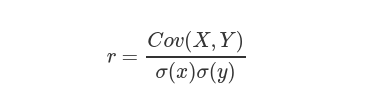 r = Cov(X, Y) / σ(x)σ(y)